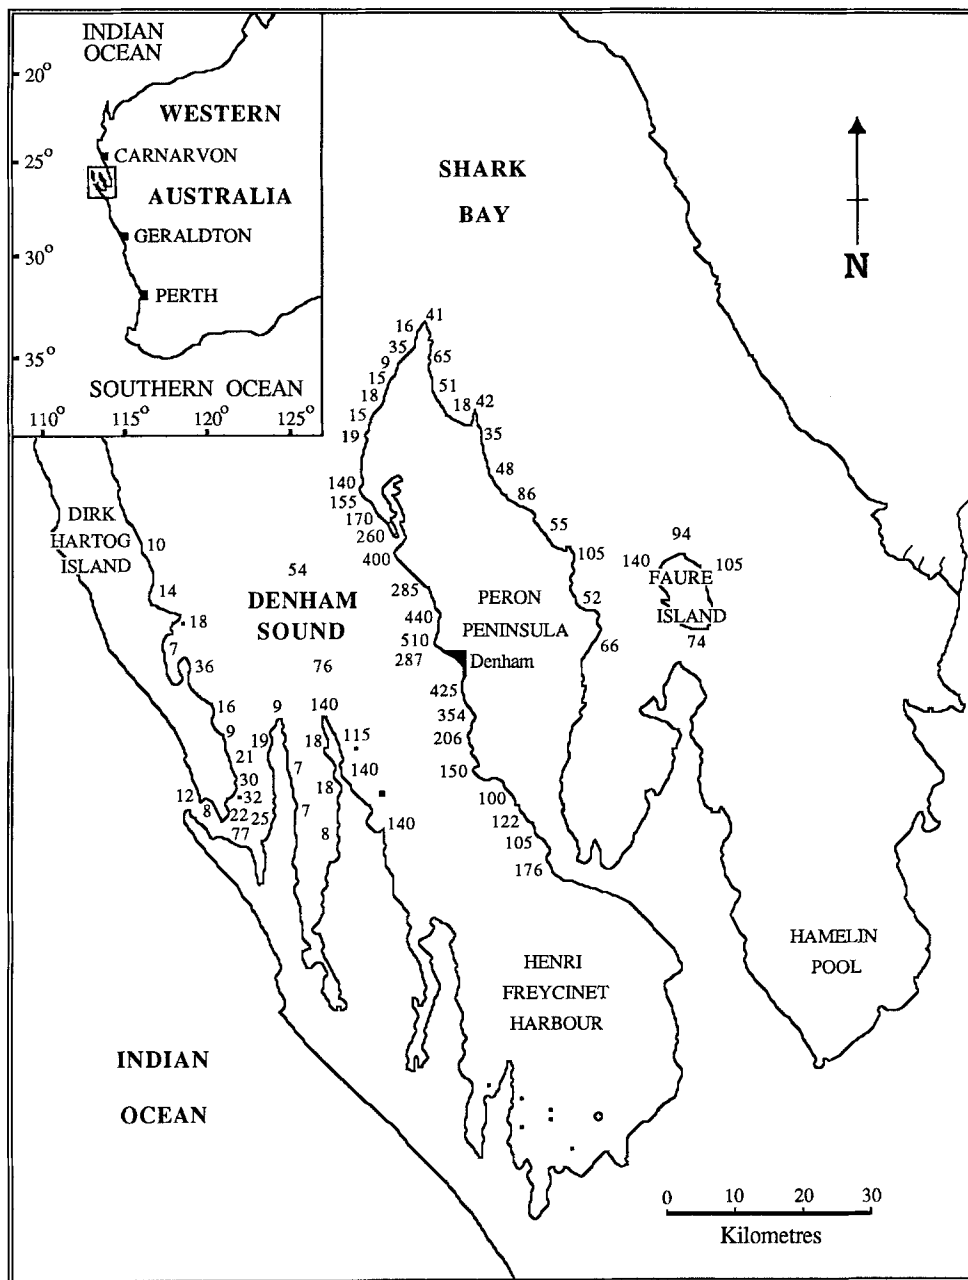 INDIAN
OCEAN
20°
WESTERN
25°
CARNARVON
AUSTRALIA
GERALDTON
30°
PERTH
35°
SOUTHERN OCEAN
110°
115°
120°
125°
SHARK
BAY
N
41
16
35
65
9
15
51
18
18
42
15
35
19
48
140
86
155
170
55
260
400
105
94
140
105
FAURE
ISLAND
74
DIRK
HARTOG
ISLAND
10
54
285
PERON
PENINSULA
52
14
DENHAM
SOUND
440
18
510
66
7
287
Denham
36
76
425
16
9
140
354
9
19
18
115
206
21
7
140
150
30
18
12
32
100
8
22
25
7
140
122
77
8
105
176
HAMELIN
POOL
HENRI
FREYCINET
HARBOUR
INDIAN
OCEAN
0
10
20
30
Kilometres